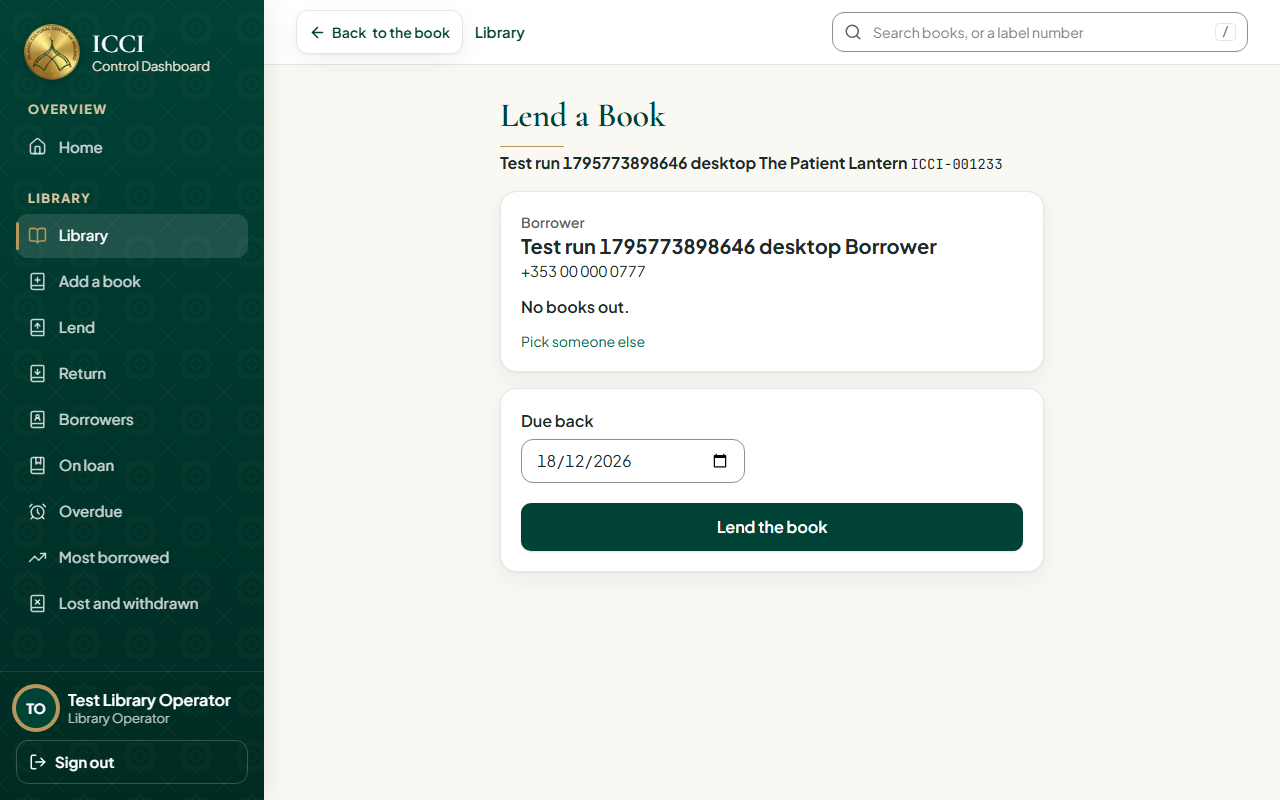 ICCI
Control Dashboard
OVERVIEW
Home
LIBRARY
Library
Add a book
Lend
Return
Borrowers
On loan
Overdue
Most borrowed
Lost and withdrawn
TO
Test Library Operator
Library Operator
Sign out
Back to the book
Library
Search books, or a label number
/
Lend a Book
Test run 1795773898646 desktop The Patient Lantern ICCI-001233
Borrower
Test run 1795773898646 desktop Borrower
+353 00 000 0777
No books out.
Pick someone else
Due back
18/12/2026
Lend the book